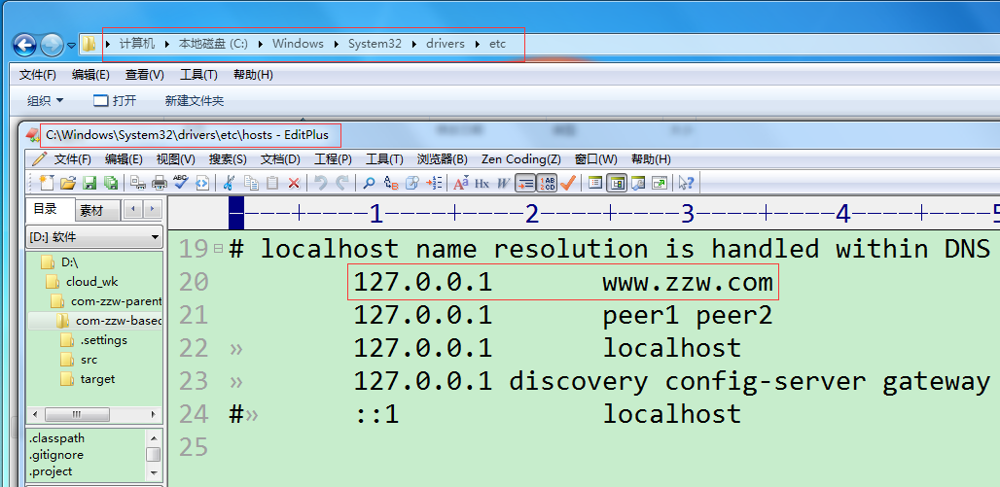 计算机 本地磁盘 (C:) Windows System32 drivers etc
文件(F) 编辑(E) 查看(V) 工具(T) 帮助(H)
组织 打开 新建文件夹
C:\Windows\System32\drivers\etc\hosts - EditPlus
文件(F) 编辑(E) 视图(V) 搜索(S) 文档(D) 工程(P) 工具(T) 浏览器(B) Zen Coding(Z) 窗口(W) 帮助(H)
目录 素材
[D:] 软件
D:\
cloud_wk
com-zzw-parent
com-zzw-based
.settings
src
target
.classpath
.gitignore
.project
----+----1----+----2----+----3----+----4----+----5
19 # localhost name resolution is handled within DNS
20 127.0.0.1 www.zzw.com
21 127.0.0.1 peer1 peer2
22 » 127.0.0.1 localhost
23 » 127.0.0.1 discovery config-server gateway
24 #» ::1 localhost
25